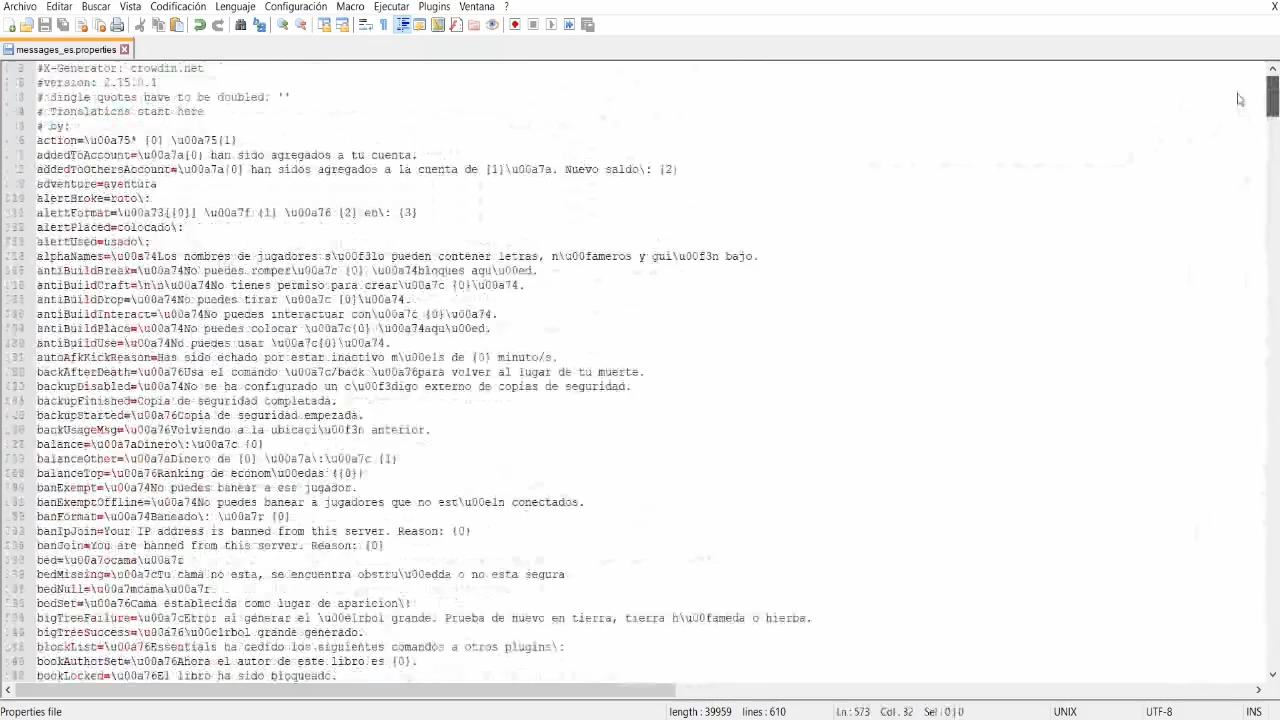 Archivo Editar Buscar Vista Codificación Lenguaje Configuración Macro Ejecutar Plugins Ventana ? X
messages_es.properties
#X-Generator: crowdin.net
#version: 2.15.0.1
# Single quotes have to be doubled: ''
# Translations start here
# by:
action=\u00a75* {0} \u00a75{1}
addedToAccount=\u00a7a{0} han sido agregados a tu cuenta.
addedToOthersAccount=\u00a7a{0} han sidos agregados a la cuenta de {1}\u00a7a. Nuevo saldo\: {2}
adventure=aventura
alertBroke=roto\:
alertFormat=\u00a73[{0}] \u00a7f {1} \u00a76 {2} en\: {3}
alertPlaced=colocado\:
alertUsed=usado\:
alphaNames=\u00a74Los nombres de jugadores s\u00f3lo pueden contener letras, n\u00fameros y gui\u00f3n bajo.
antiBuildBreak=\u00a74No puedes romper\u00a7c {0} \u00a74bloques aqu\u00ed.
antiBuildCraft=\n\n\u00a74No tienes permiso para crear\u00a7c {0}\u00a74.
antiBuildDrop=\u00a74No puedes tirar \u00a7c {0}\u00a74.
antiBuildInteract=\u00a74No puedes interactuar con\u00a7c {0}\u00a74.
antiBuildPlace=\u00a74No puedes colocar \u00a7c{0} \u00a74aqu\u00ed.
antiBuildUse=\u00a74No puedes usar \u00a7c{0}\u00a74.
autoAfkKickReason=Has sido echado por estar inactivo m\u00e1s de {0} minuto/s.
backAfterDeath=\u00a76Usa el comando \u00a7c/back \u00a76para volver al lugar de tu muerte.
backupDisabled=\u00a74No se ha configurado un c\u00f3digo externo de copias de seguridad.
backupFinished=Copia de seguridad completada.
backupStarted=\u00a76Copia de seguridad empezada.
backUsageMsg=\u00a76Volviendo a la ubicaci\u00f3n anterior.
balance=\u00a7aDinero\:\u00a7c {0}
balanceOther=\u00a7aDinero de {0} \u00a7a\:\u00a7c {1}
balanceTop=\u00a76Ranking de econom\u00edas ({0})
banExempt=\u00a74No puedes banear a ese jugador.
banExemptOffline=\u00a74No puedes banear a jugadores que no est\u00e1n conectados.
banFormat=\u00a74Baneado\: \u00a7r {0}
banIpJoin=Your IP address is banned from this server. Reason: {0}
banJoin=You are banned from this server. Reason: {0}
bed=\u00a7ocama\u00a7r
bedMissing=\u00a7cTu cama no esta, se encuentra obstru\u00edda o no esta segura
bedNull=\u00a7mcama\u00a7r
bedSet=\u00a76Cama establecida como lugar de aparicion\!
bigTreeFailure=\u00a7cError al generar el \u00e1rbol grande. Prueba de nuevo en tierra, tierra h\u00fameda o hierba.
bigTreeSuccess=\u00a76\u00c1rbol grande generado.
blockList=\u00a76Essentials ha cedido los siguientes comandos a otros plugins\:
bookAuthorSet=\u00a76Ahora el autor de este libro es {0}.
bookLocked=\u00a76El libro ha sido bloqueado.
Properties file length : 39959 lines : 610 Ln : 573 Col : 32 Sel : 0 | 0 UNIX UTF-8 INS